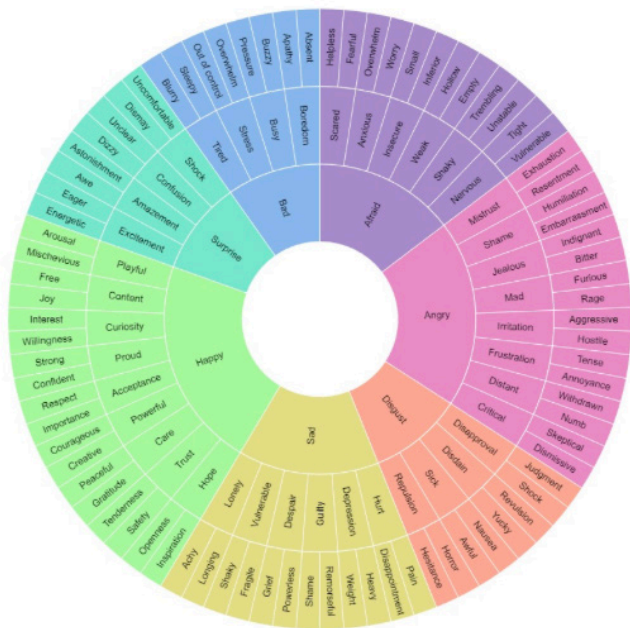 Afraid
Scared
Anxious
Insecure
Weak
Shaky
Nervous
Helpless
Fearful
Overwhelm
Worry
Small
Inferior
Hollow
Empty
Trembling
Unstable
Tight
Vulnerable
Angry
Mistrust
Shame
Jealous
Mad
Irritation
Frustration
Distant
Critical
Exhaustion
Resentment
Humiliation
Embarrassment
Indignant
Bitter
Furious
Rage
Aggressive
Hostile
Tense
Annoyance
Withdrawn
Numb
Skeptical
Dismissive
Disgust
Disapproval
Disdain
Sick
Repulsion
Judgment
Shock
Revulsion
Yucky
Nausea
Awful
Horror
Hesitance
Sad
Hurt
Depression
Guilty
Despair
Vulnerable
Lonely
Pain
Disappointment
Heavy
Weight
Remorseful
Shame
Powerless
Grief
Fragile
Shaky
Longing
Achy
Happy
Hope
Trust
Care
Powerful
Acceptance
Proud
Curiosity
Content
Playful
Inspiration
Openness
Safety
Tenderness
Gratitude
Peaceful
Creative
Courageous
Importance
Respect
Confident
Strong
Willingness
Interest
Joy
Free
Mischevious
Arousal
Surprise
Excitement
Amazement
Confusion
Shock
Energetic
Eager
Awe
Astonishment
Dizzy
Unclear
Dismay
Uncomfortable
Bad
Tired
Stress
Busy
Boredom
Blurry
Sleepy
Out of control
Overwhelm
Pressure
Buzzy
Apathy
Absent